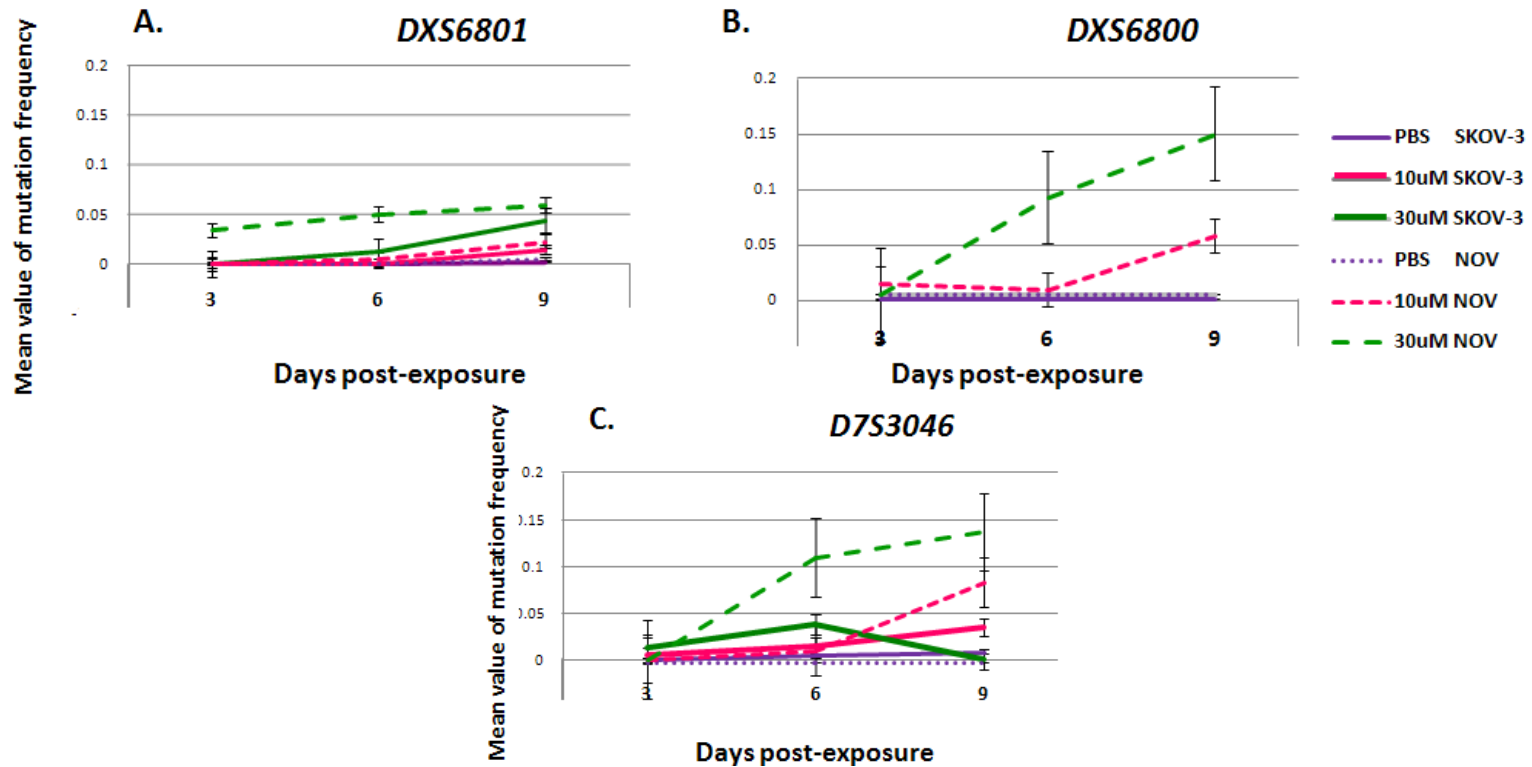 A.
DXS6801
Mean value of mutation frequency
0.2
0.15
0.1
0.05
0
-
3 6 9
Days post-exposure
B.
DXS6800
0.2
0.15
0.1
0.05
0
3 6 9
Days post-exposure
PBS SKOV-3
10uM SKOV-3
30uM SKOV-3
PBS NOV
10uM NOV
30uM NOV
C.
D7S3046
Mean value of mutation frequency
0.2
).15
0.1
).05
0
3 6 9
Days post-exposure